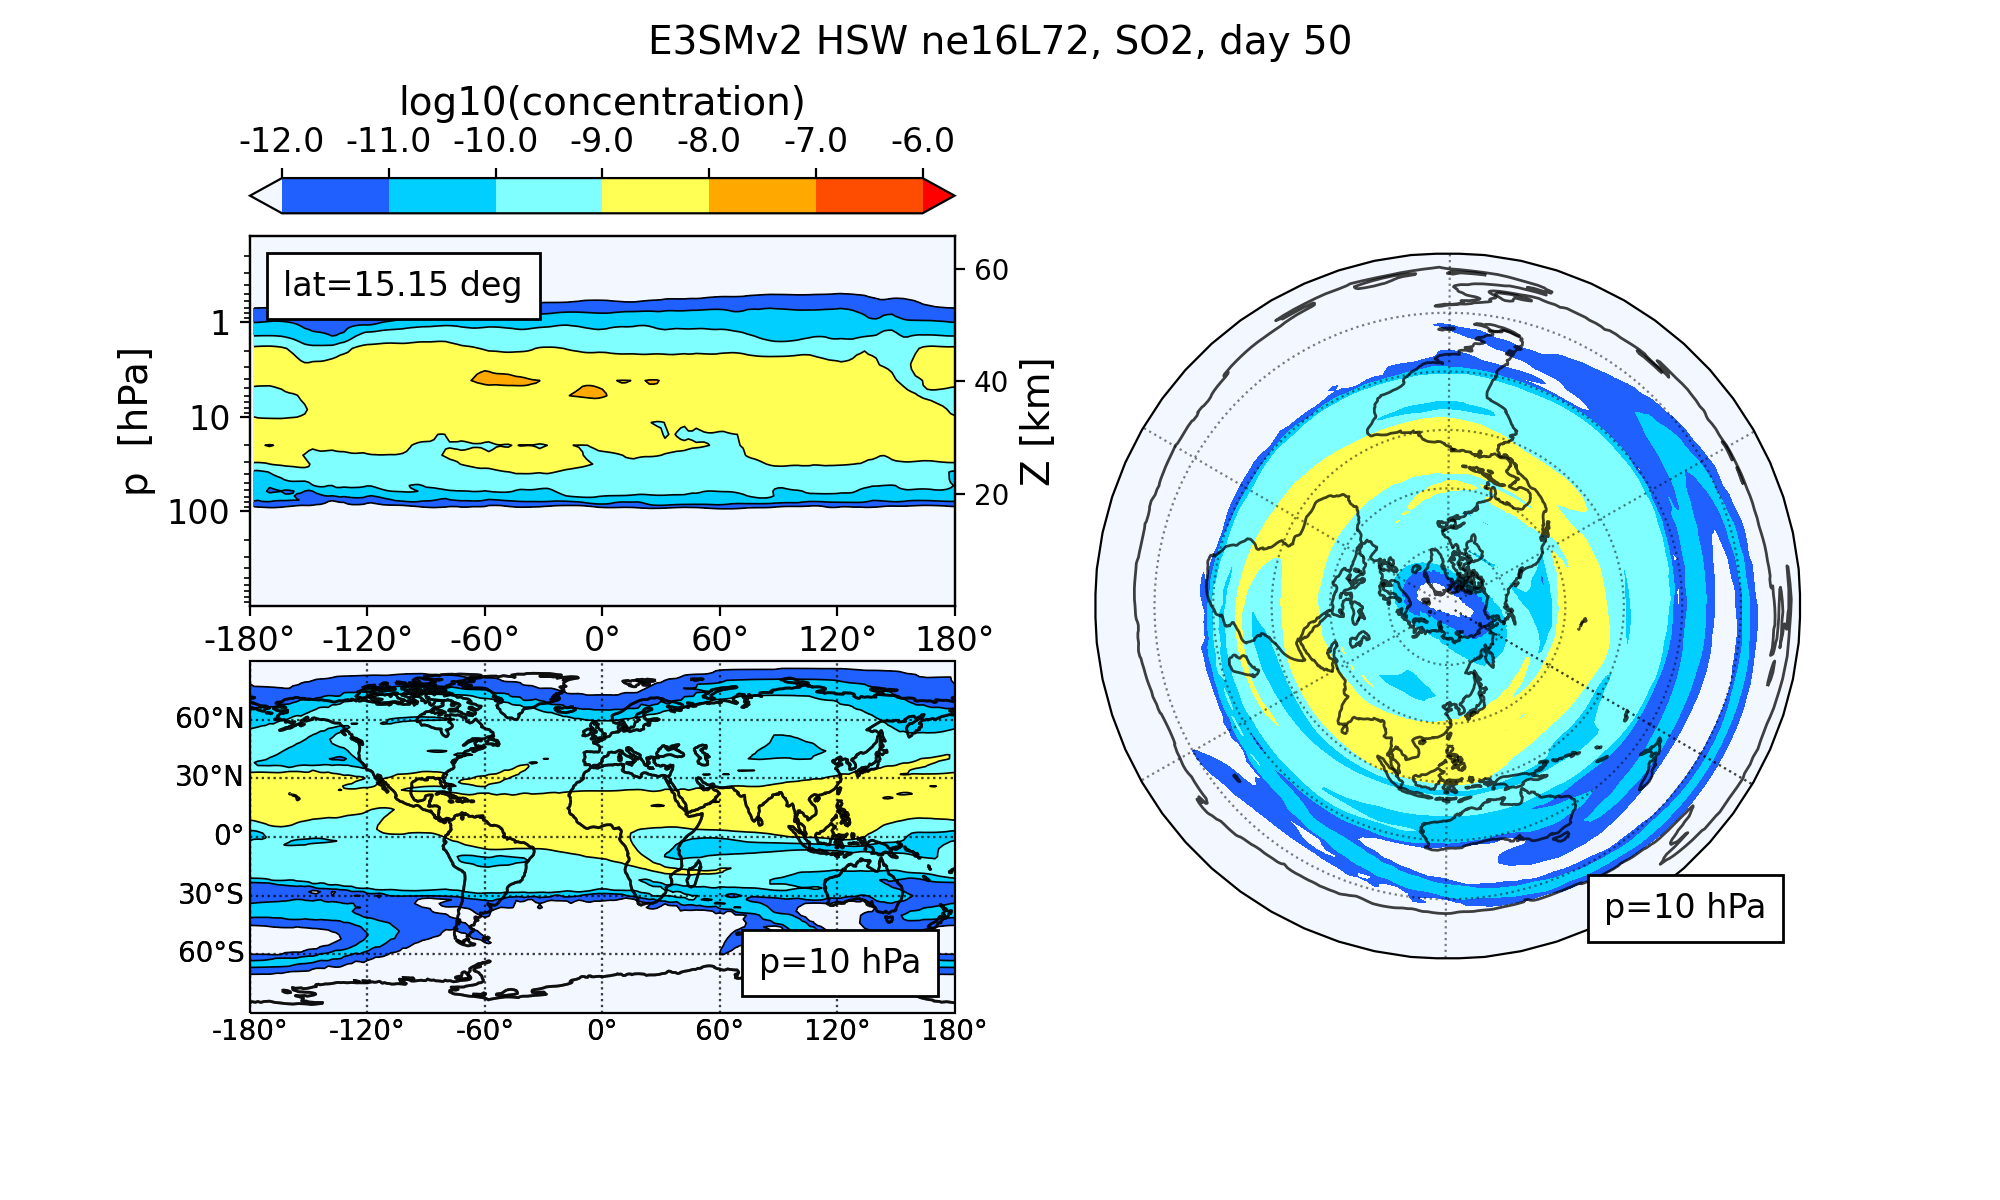 E3SMv2 HSW ne16L72, SO2, day 50
log10(concentration)
-12.0 -11.0 -10.0 -9.0 -8.0 -7.0 -6.0
lat=15.15 deg
p [hPa]
1
10
100
60
40
20
Z [km]
-180° -120° -60° 0° 60° 120° 180°
60°N
30°N
0°
30°S
60°S
p=10 hPa
-180° -120° -60° 0° 60° 120° 180°
p=10 hPa